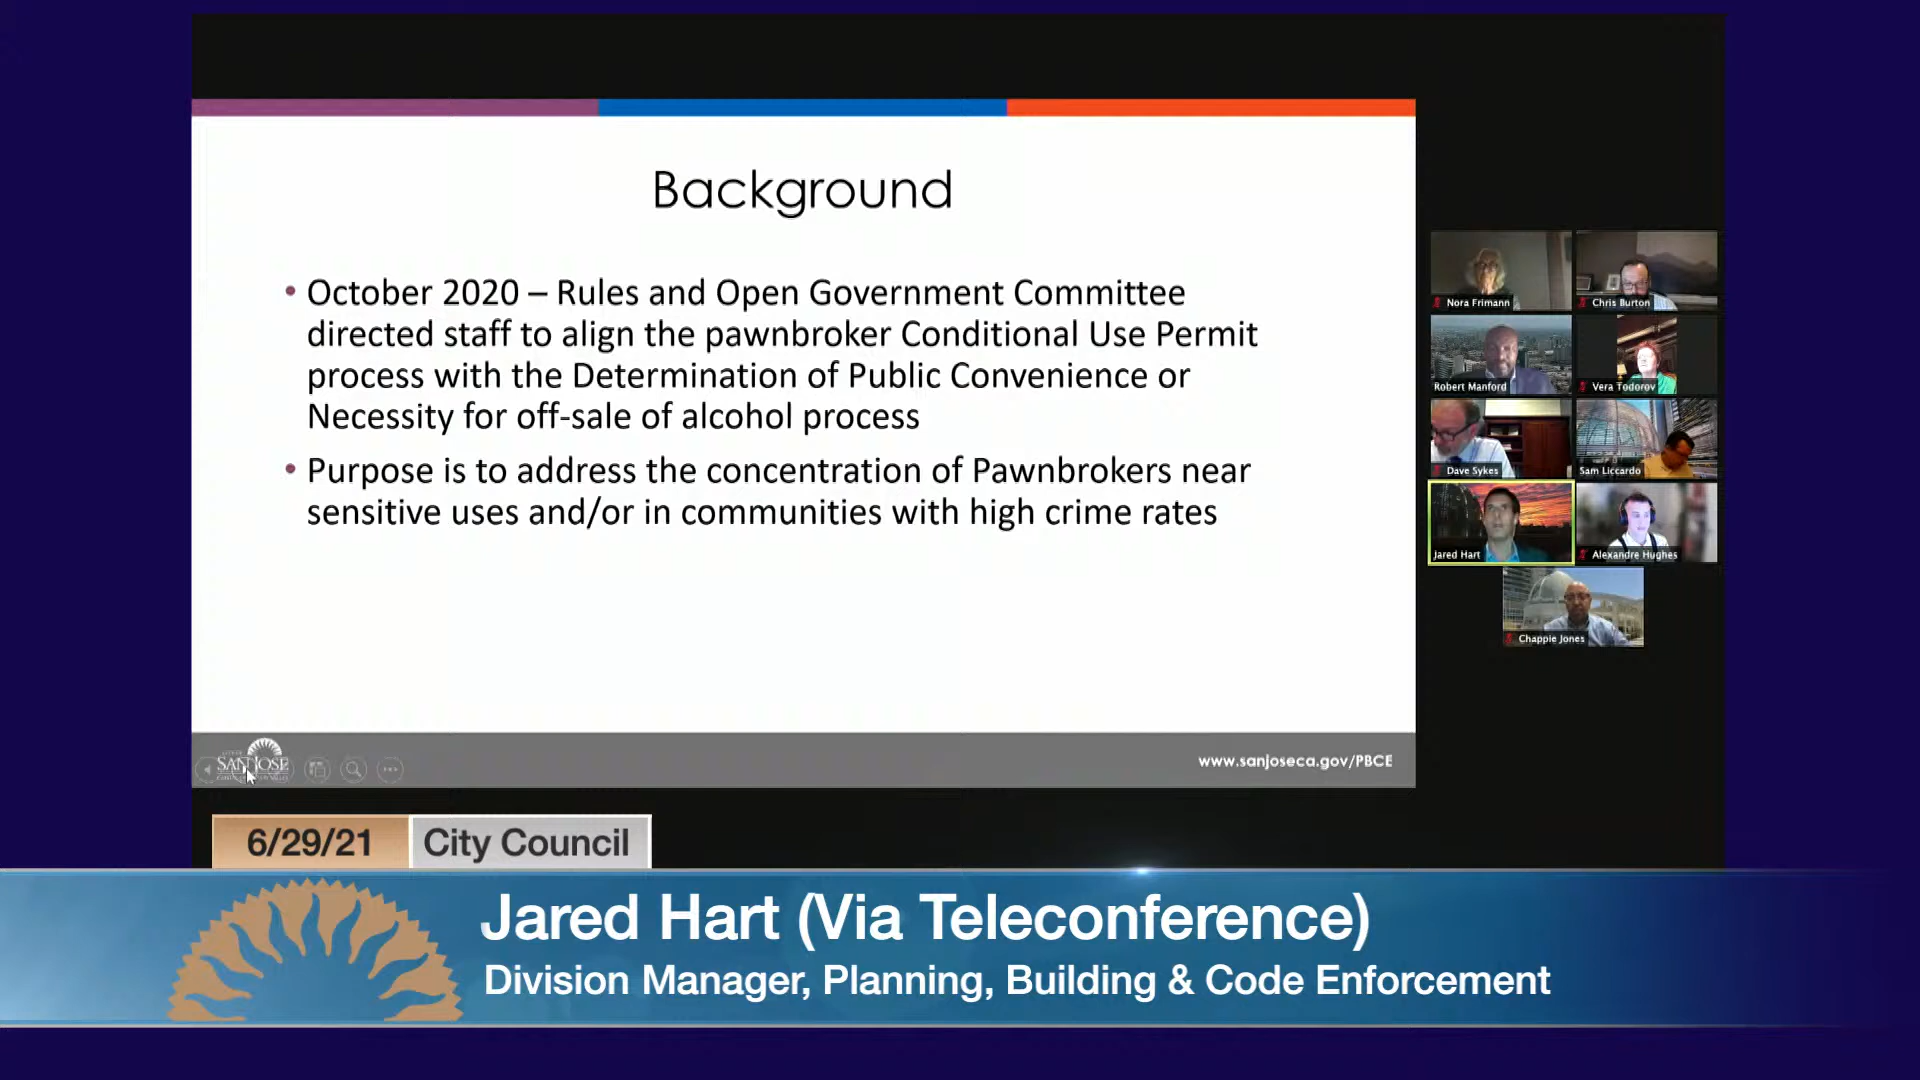 Background
• October 2020 – Rules and Open Government Committee
directed staff to align the pawnbroker Conditional Use Permit
process with the Determination of Public Convenience or
Necessity for off-sale of alcohol process
• Purpose is to address the concentration of Pawnbrokers near
sensitive uses and/or in communities with high crime rates
SAN JOSE
www.sanjoseca.gov/PBCE
Nora Frimann
Chris Burton
Robert Manford
Vera Todorov
Dave Sykes
Sam Liccardo
Jared Hart
Alexandre Hughes
Chappie Jones
6/29/21
City Council
Jared Hart (Via Teleconference)
Division Manager, Planning, Building & Code Enforcement